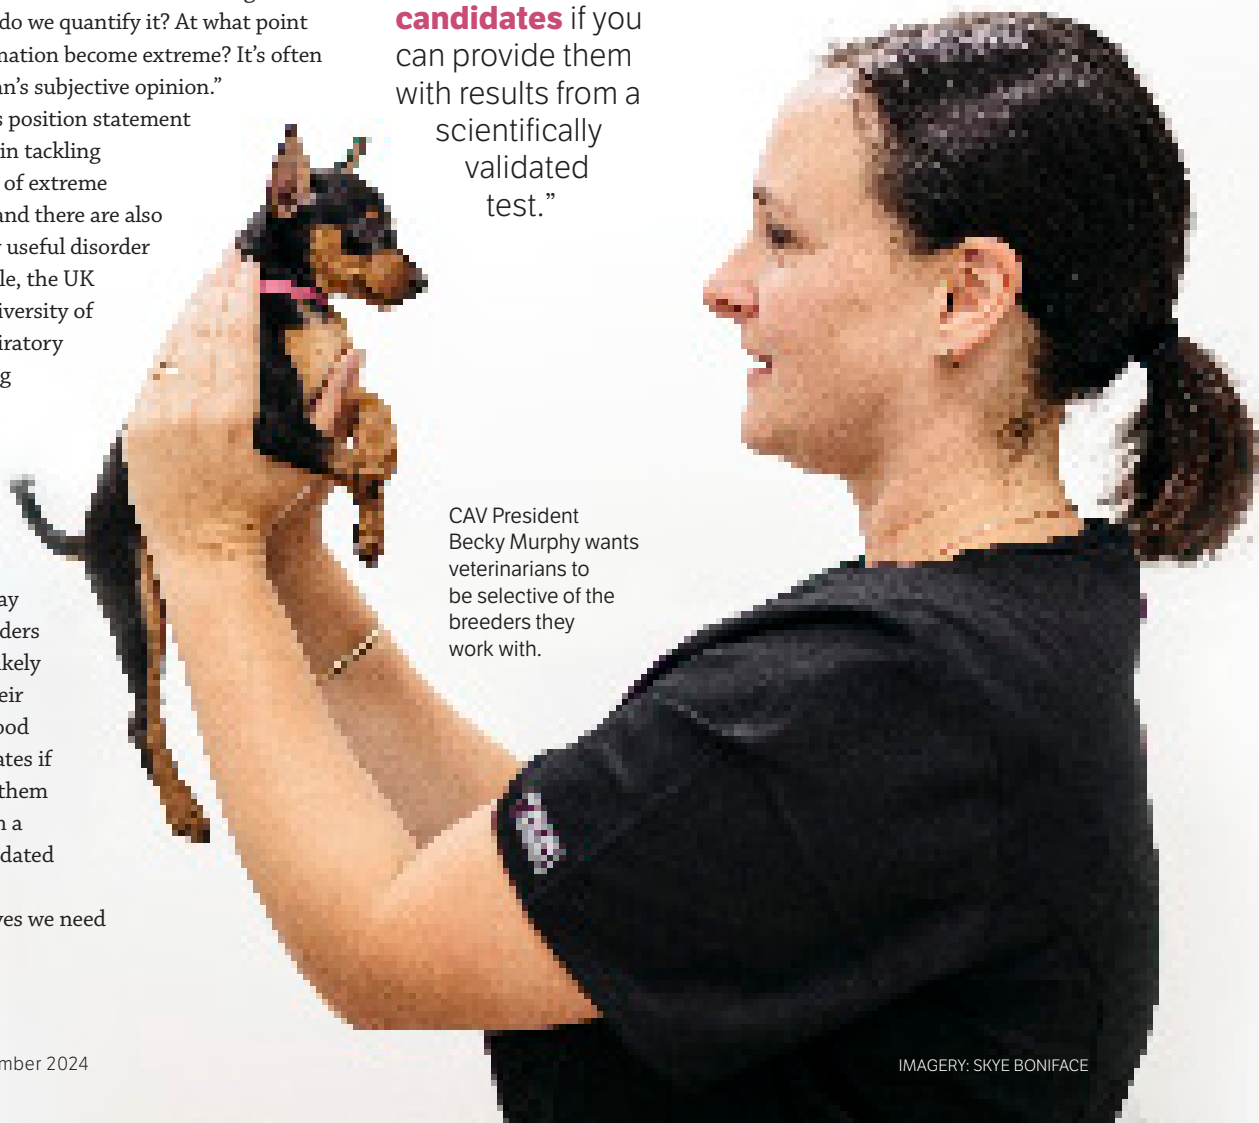 do we quantify it? At what point
mation become extreme? It’s often
an’s subjective opinion.”
s position statement
in tackling
of extreme
and there are also
y useful disorder
le, the UK
iversity of
iratory
g
ay
ders
ikely
eir
ood
ates if
them
n a
dated
ves we need
candidates if you
can provide them
with results from a
scientifically
validated
test.”
CAV President
Becky Murphy wants
veterinarians to
be selective of the
breeders they
work with.
mber 2024
IMAGERY: SKYE BONIFACE